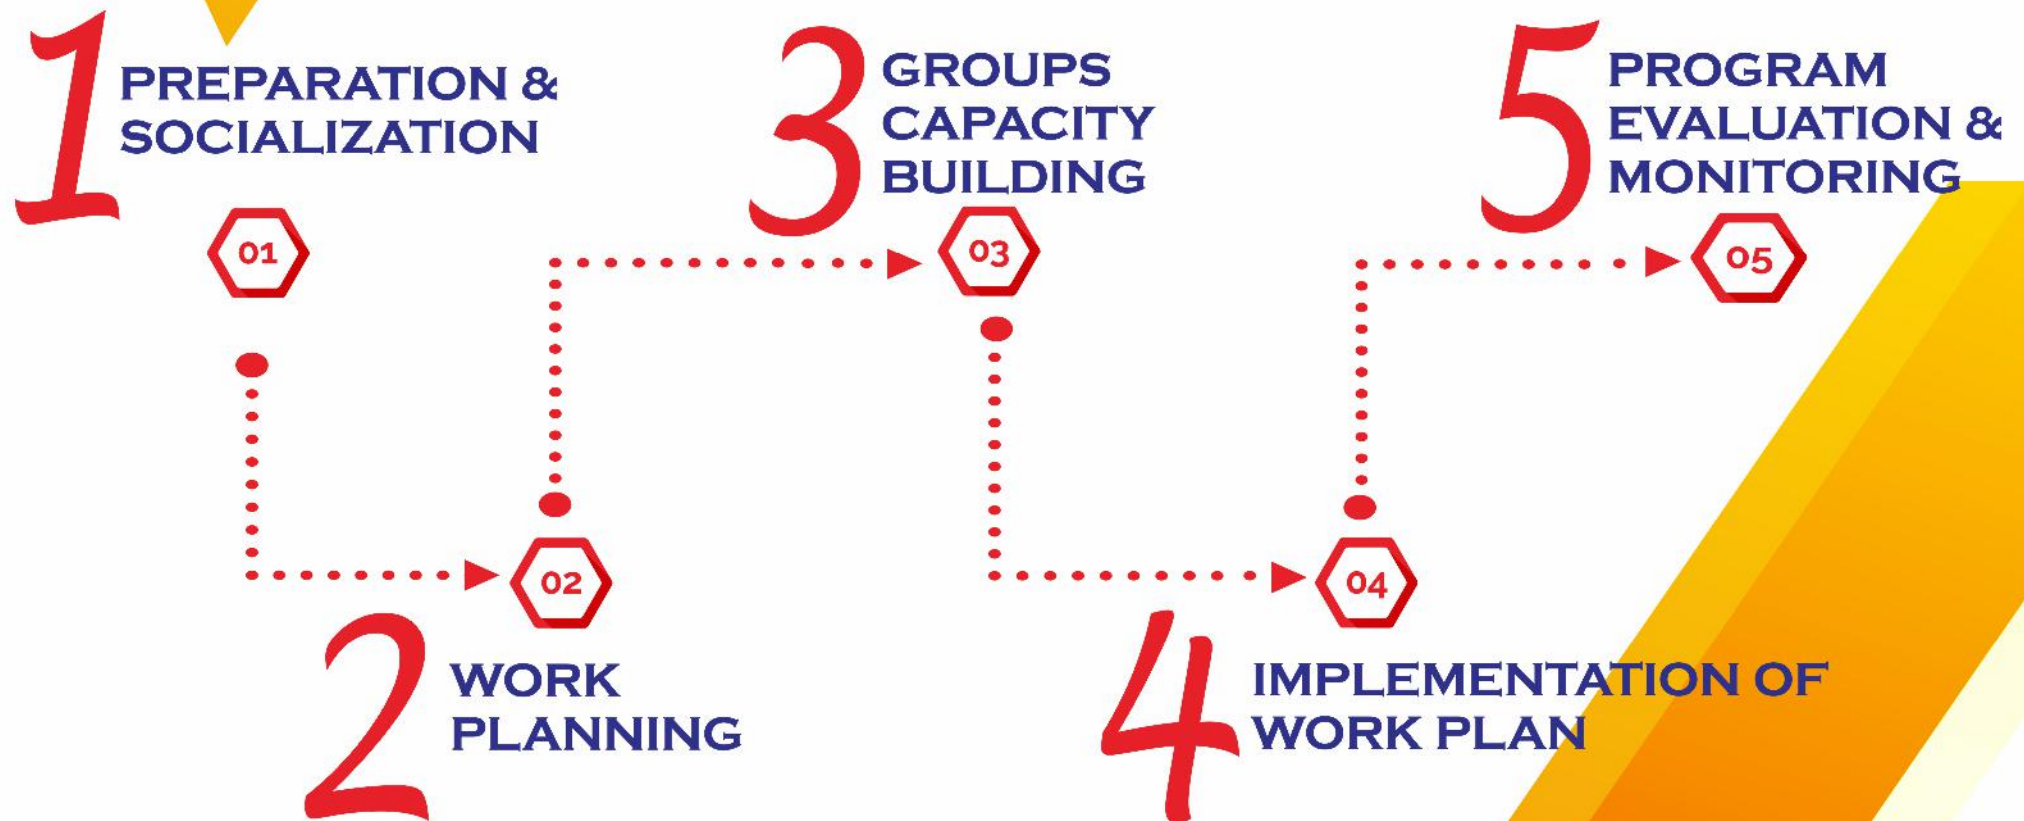 1
PREPARATION &
SOCIALIZATION
01
2
WORK
PLANNING
02
3
GROUPS
CAPACITY
BUILDING
03
4
IMPLEMENTATION OF
WORK PLAN
04
5
PROGRAM
EVALUATION &
MONITORING
05